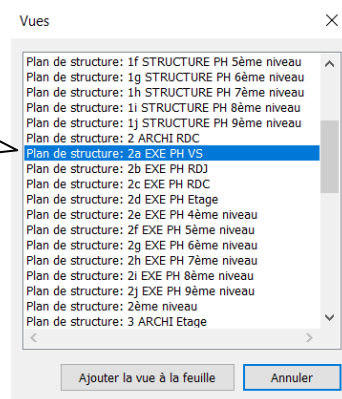 Vues
Plan de structure: 1f STRUCTURE PH 5ème niveau
Plan de structure: 1g STRUCTURE PH 6ème niveau
Plan de structure: 1h STRUCTURE PH 7ème niveau
Plan de structure: 1i STRUCTURE PH 8ème niveau
Plan de structure: 1j STRUCTURE PH 9ème niveau
Plan de structure: 2 ARCHI RDC
Plan de structure: 2a EXE PH VS
Plan de structure: 2b EXE PH RDJ
Plan de structure: 2c EXE PH RDC
Plan de structure: 2d EXE PH Etage
Plan de structure: 2e EXE PH 4ème niveau
Plan de structure: 2f EXE PH 5ème niveau
Plan de structure: 2g EXE PH 6ème niveau
Plan de structure: 2h EXE PH 7ème niveau
Plan de structure: 2i EXE PH 8ème niveau
Plan de structure: 2j EXE PH 9ème niveau
Plan de structure: 2ème niveau
Plan de structure: 3 ARCHI Etage
Ajouter la vue à la feuille Annuler